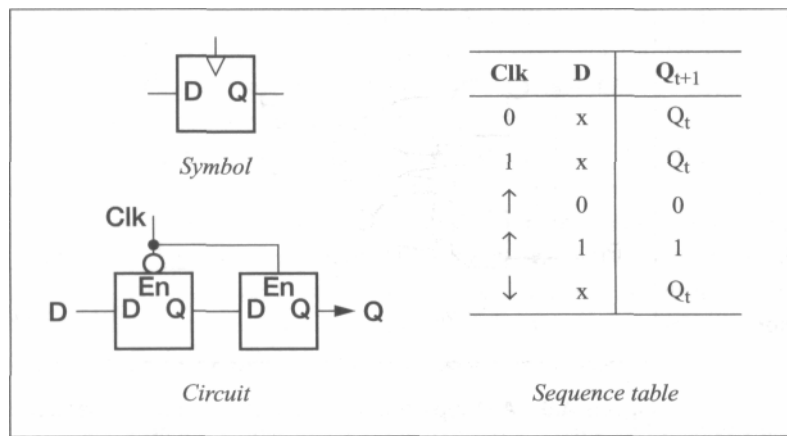 D Q
Symbol
Clk
En En
D D Q D Q Q
Circuit
Clk D Qt+1
0 x Qt
1 x Qt
↑ 0 0
↑ 1 1
↓ x Qt
Sequence table